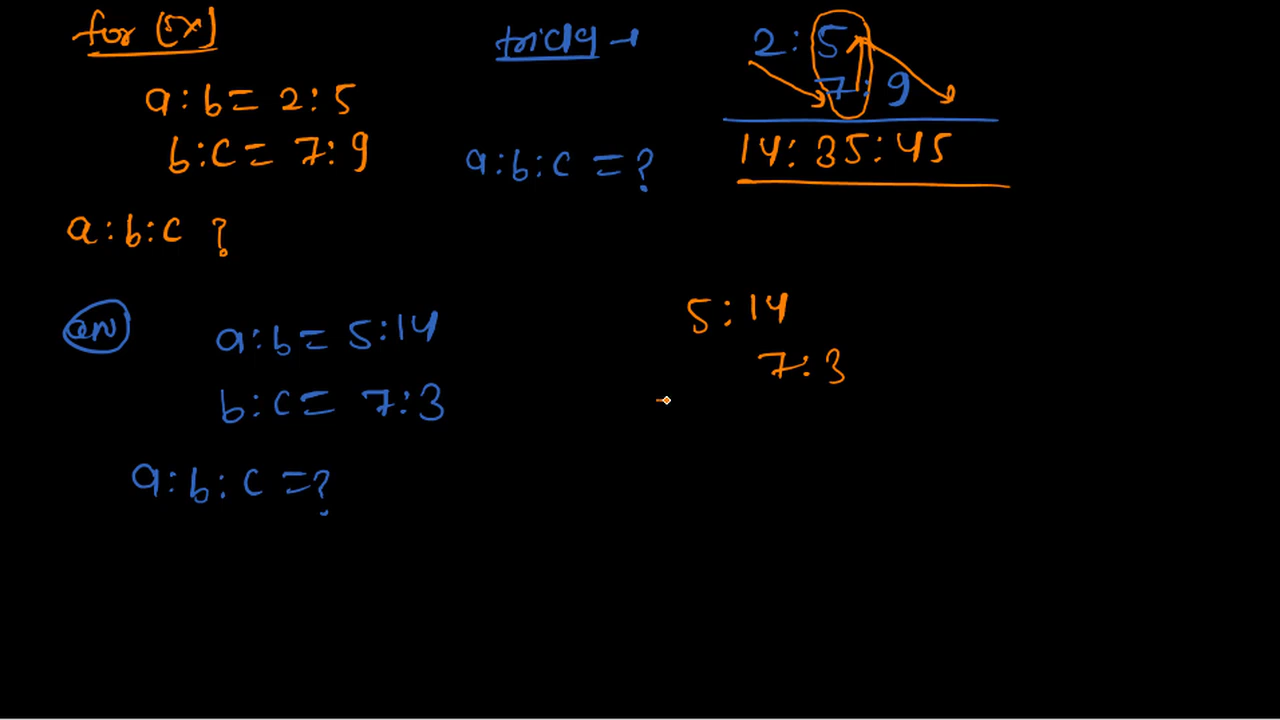 for (Ex)
a:b = 2:5
b:c = 7:9
a:b:c ?
a:b:c = ?
2:5
7:9
14:35:45
a:b = 5:14
b:c = 7:3
a:b:c = ?
5:14
7:3